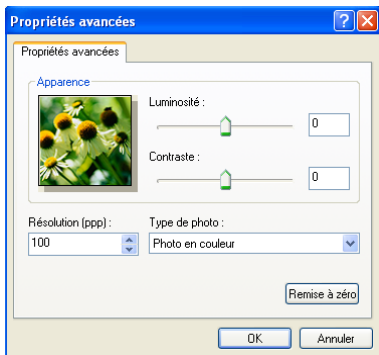 Propriétés avancées
Propriétés avancées
Apparence
Luminosité :
0
Contraste :
0
Résolution (ppp) :
Type de photo :
100
Photo en couleur
Remise à zéro
OK
Annuler